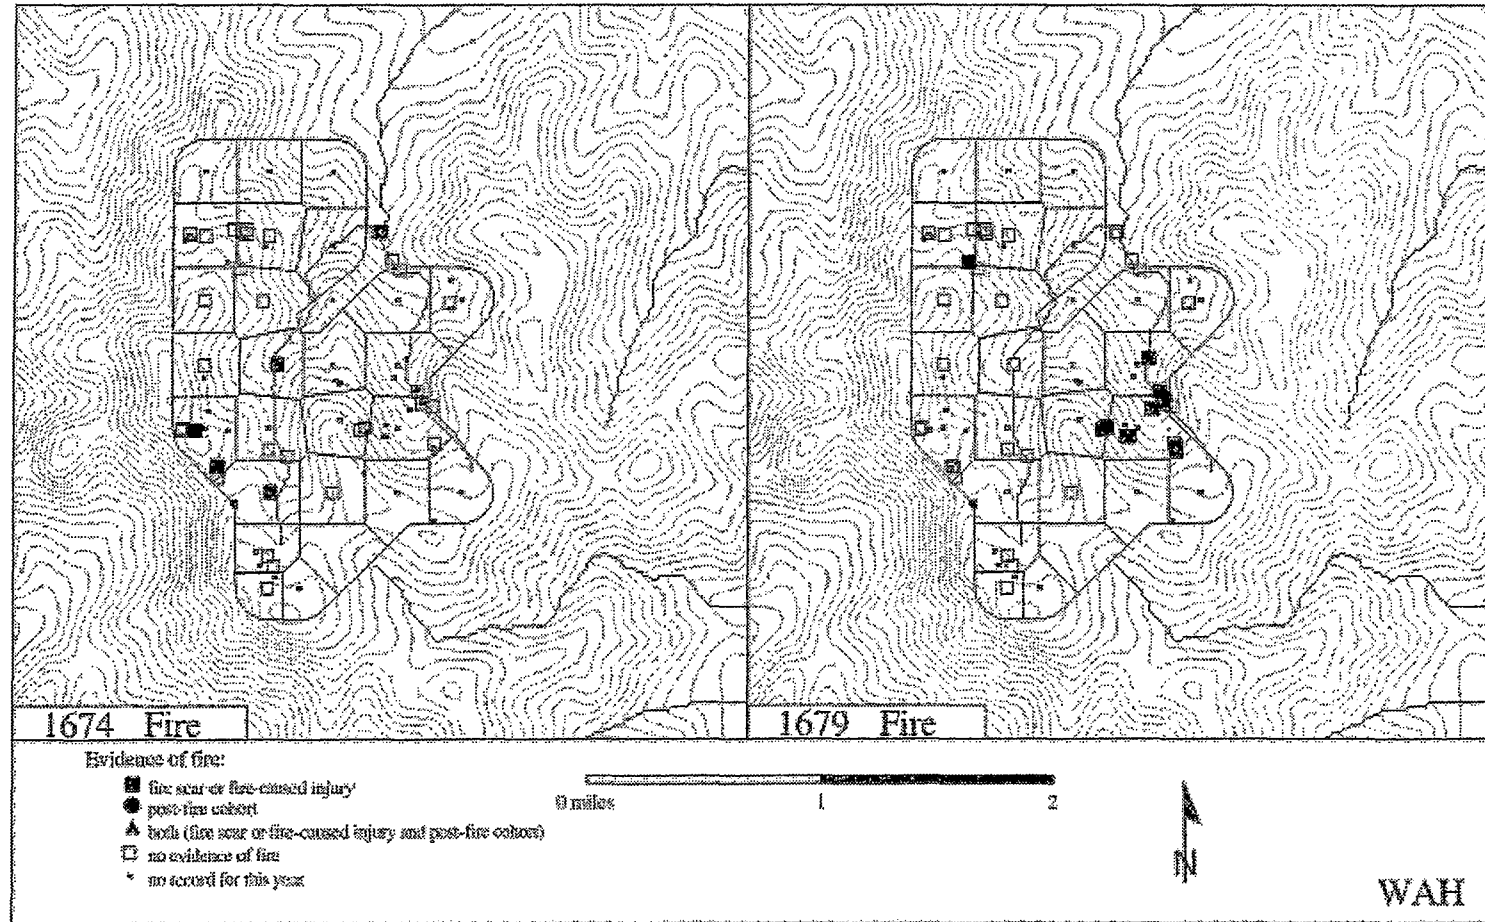 1674 Fire
1679 Fire
Evidence of fire:
fire scar or fire-caused injury
post-fire cohort
both (fire scar or fire-caused injury and post-fire cohort)
no evidence of fire
no record for this year
0 miles 1 2
N
WAH